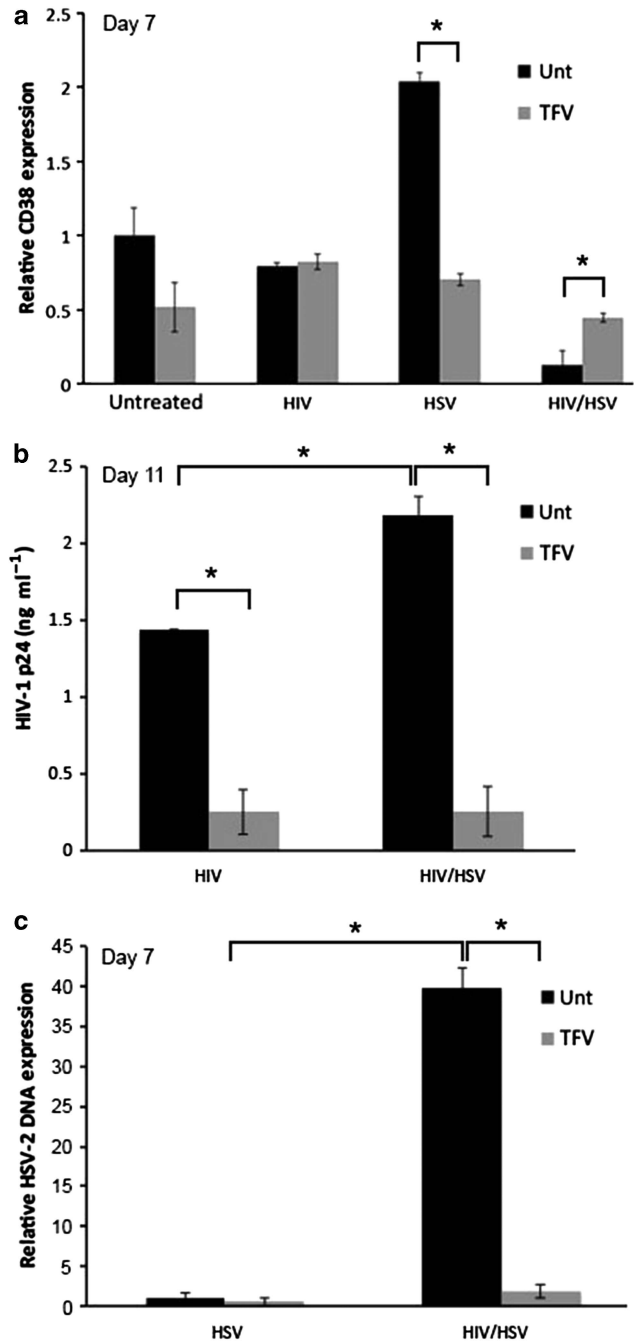 a
Day 7
2.5
2
1.5
1
0.5
0
Relative CD38 expression
*
*
Unt
TFV
Untreated HIV HSV HIV/HSV
b
Day 11
2.5
2
1.5
1
0.5
0
HIV-1 p24 (ng ml−1)
*
*
*
Unt
TFV
HIV HIV/HSV
c
Day 7
45
40
35
30
25
20
15
10
5
0
Relative HSV-2 DNA expression
*
*
Unt
TFV
HSV HIV/HSV